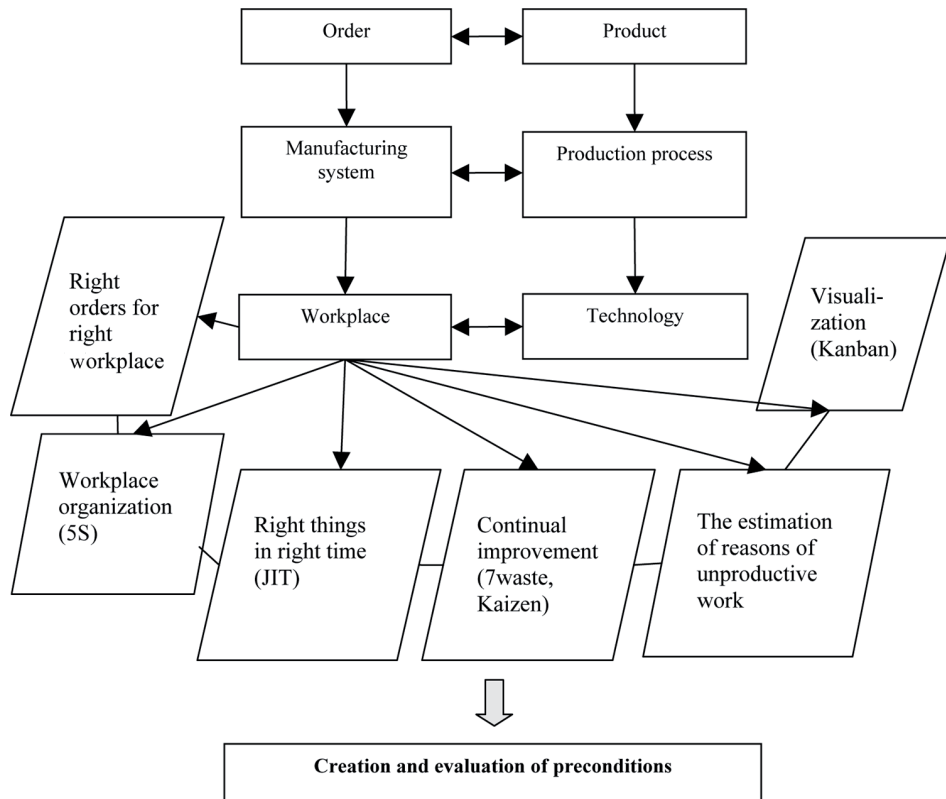 Order
Product
Manufacturing
system
Production process
Right
orders for
right
workplace
Workplace
Technology
Visuali-
zation
(Kanban)
Workplace
organization
(5S)
Right things
in right time
(JIT)
Continual
improvement
(7waste,
Kaizen)
The estimation
of reasons of
unproductive
work
Creation and evaluation of preconditions